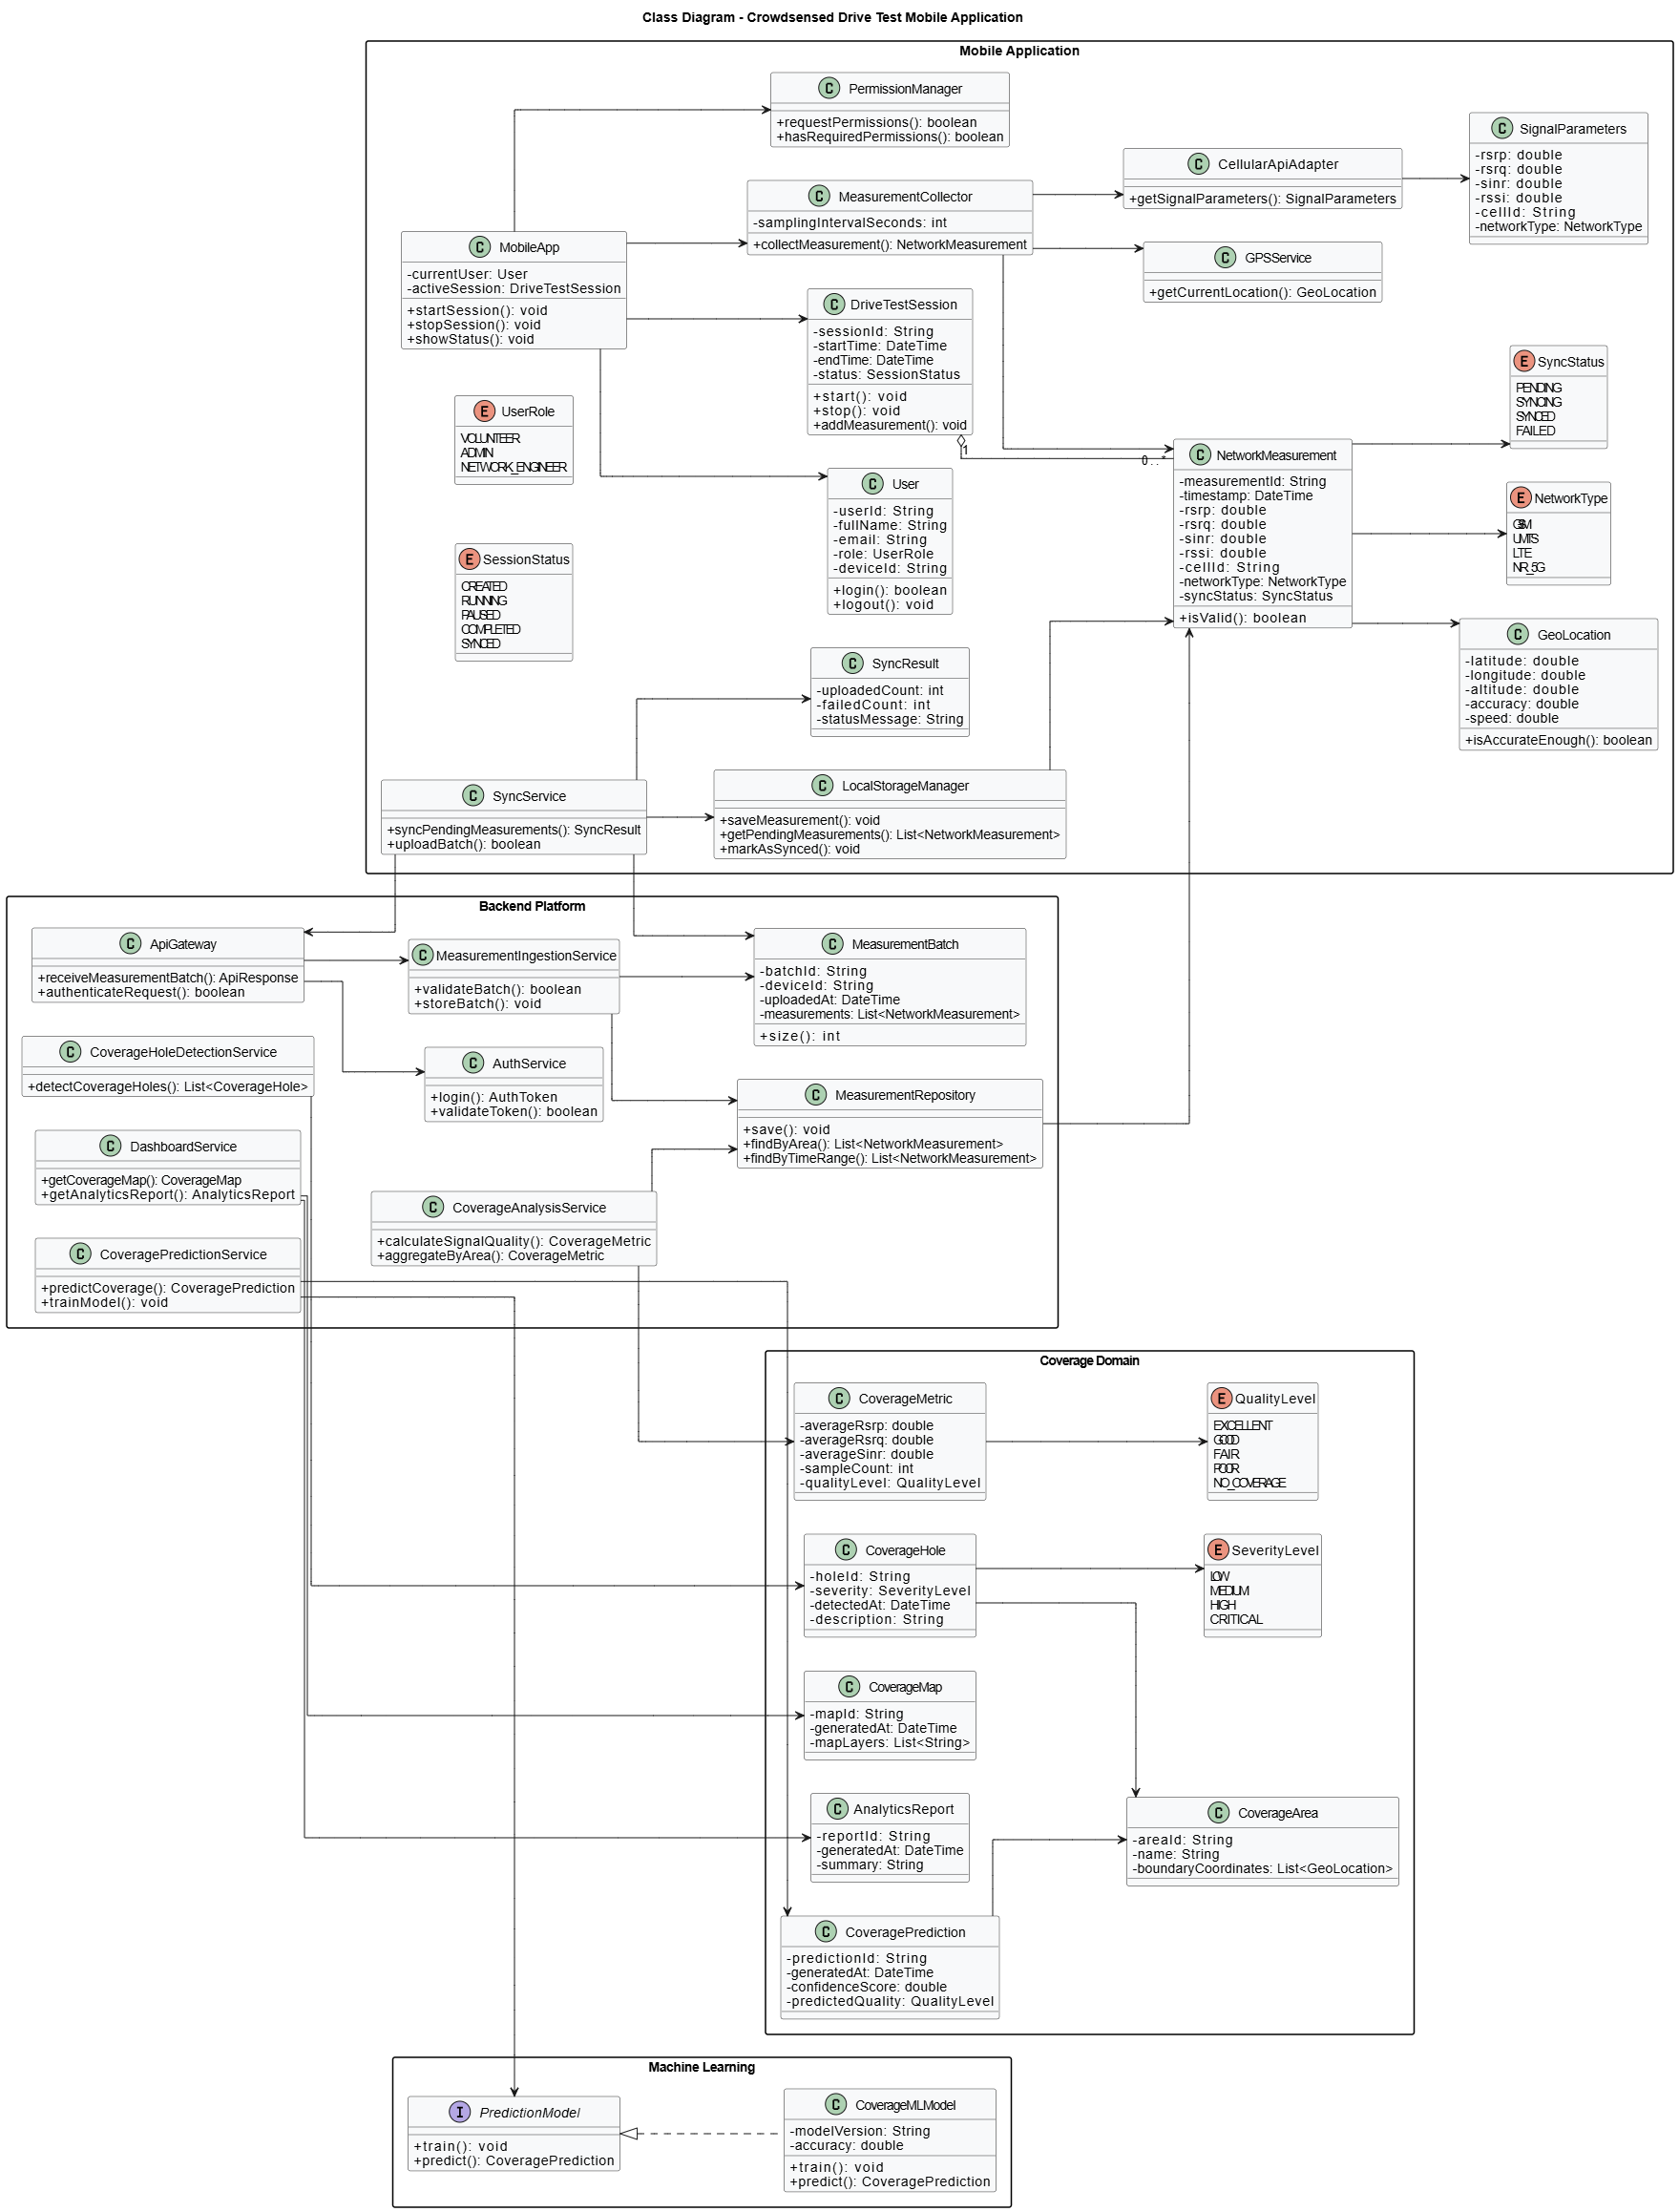 Class Diagram - Crowdsensed Drive Test Mobile Application
Mobile Application
C PermissionManager
+requestPermissions(): boolean
+hasRequiredPermissions(): boolean
C SignalParameters
-rsrp: double
-rsrq: double
-sinr: double
-rssi: double
-cellId: String
-networkType: NetworkType
C CellularApiAdapter
+getSignalParameters(): SignalParameters
C MeasurementCollector
-samplingIntervalSeconds: int
+collectMeasurement(): NetworkMeasurement
C MobileApp
-currentUser: User
-activeSession: DriveTestSession
+startSession(): void
+stopSession(): void
+showStatus(): void
C GPSService
+getCurrentLocation(): GeoLocation
C DriveTestSession
-sessionId: String
-startTime: DateTime
-endTime: DateTime
-status: SessionStatus
+start(): void
+stop(): void
+addMeasurement(): void
1
0..*
E SyncStatus
PENDING
SYNCING
SYNCED
FAILED
E UserRole
VOLUNTEER
ADMIN
NETWORK_ENGINEER
C NetworkMeasurement
-measurementId: String
-timestamp: DateTime
-rsrp: double
-rsrq: double
-sinr: double
-rssi: double
-cellId: String
-networkType: NetworkType
-syncStatus: SyncStatus
+isValid(): boolean
C User
-userId: String
-fullName: String
-email: String
-role: UserRole
-deviceId: String
+login(): boolean
+logout(): void
E NetworkType
GSM
UMTS
LTE
NR_5G
E SessionStatus
CREATED
RUNNING
PAUSED
COMPLETED
SYNCED
C GeoLocation
-latitude: double
-longitude: double
-altitude: double
-accuracy: double
-speed: double
+isAccurateEnough(): boolean
C SyncResult
-uploadedCount: int
-failedCount: int
-statusMessage: String
C SyncService
+syncPendingMeasurements(): SyncResult
+uploadBatch(): boolean
C LocalStorageManager
+saveMeasurement(): void
+getPendingMeasurements(): List<NetworkMeasurement>
+markAsSynced(): void
Backend Platform
C ApiGateway
+receiveMeasurementBatch(): ApiResponse
+authenticateRequest(): boolean
C MeasurementIngestionService
+validateBatch(): boolean
+storeBatch(): void
C MeasurementBatch
-batchId: String
-deviceId: String
-uploadedAt: DateTime
-measurements: List<NetworkMeasurement>
+size(): int
C CoverageHoleDetectionService
+detectCoverageHoles(): List<CoverageHole>
C AuthService
+login(): AuthToken
+validateToken(): boolean
C MeasurementRepository
+save(): void
+findByArea(): List<NetworkMeasurement>
+findByTimeRange(): List<NetworkMeasurement>
C DashboardService
+getCoverageMap(): CoverageMap
+getAnalyticsReport(): AnalyticsReport
C CoverageAnalysisService
+calculateSignalQuality(): CoverageMetric
+aggregateByArea(): CoverageMetric
C CoveragePredictionService
+predictCoverage(): CoveragePrediction
+trainModel(): void
Coverage Domain
C CoverageMetric
-averageRsrp: double
-averageRsrq: double
-averageSinr: double
-sampleCount: int
-qualityLevel: QualityLevel
E QualityLevel
EXCELLENT
GOOD
FAIR
POOR
NO_COVERAGE
C CoverageHole
-holeId: String
-severity: SeverityLevel
-detectedAt: DateTime
-description: String
E SeverityLevel
LOW
MEDIUM
HIGH
CRITICAL
C CoverageMap
-mapId: String
-generatedAt: DateTime
-mapLayers: List<String>
C AnalyticsReport
-reportId: String
-generatedAt: DateTime
-summary: String
C CoverageArea
-areaId: String
-name: String
-boundaryCoordinates: List<GeoLocation>
C CoveragePrediction
-predictionId: String
-generatedAt: DateTime
-confidenceScore: double
-predictedQuality: QualityLevel
Machine Learning
I PredictionModel
+train(): void
+predict(): CoveragePrediction
C CoverageMLModel
-modelVersion: String
-accuracy: double
+train(): void
+predict(): CoveragePrediction